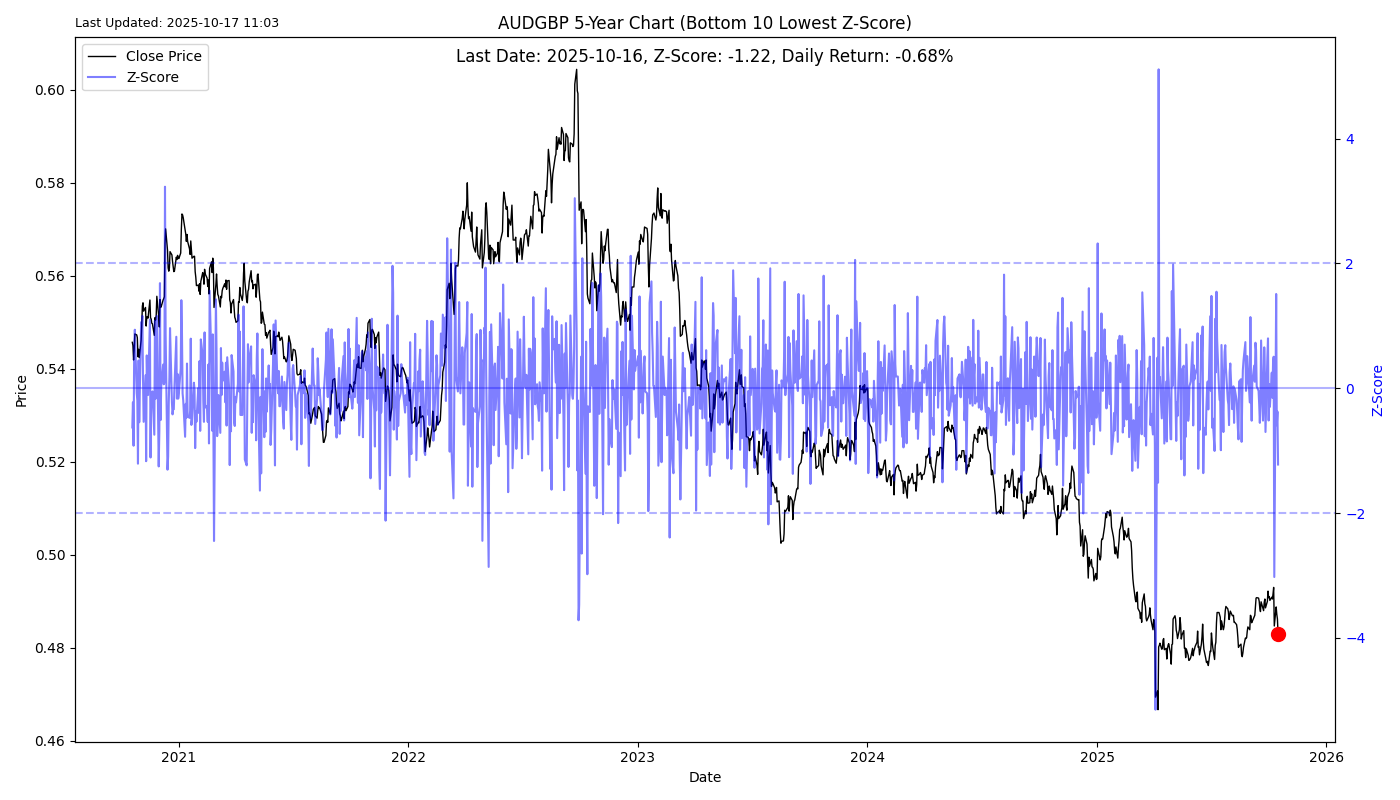 Last Updated: 2025-10-17 11:03
AUDGBP 5-Year Chart (Bottom 10 Lowest Z-Score)
Last Date: 2025-10-16, Z-Score: -1.22, Daily Return: -0.68%
Close Price
Z-Score
0.60
0.58
0.56
0.54
0.52
0.50
0.48
0.46
Price
4
2
0
−2
−4
Z-Score
2021
2022
2023
2024
2025
2026
Date